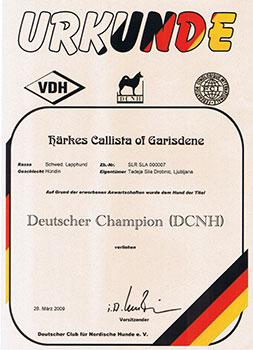 URKUNDE
VDH
DCNH
FCI
Härkes Callista of Garisdene
Rasse Schwed. Lapphund Zb.-Nr. SLR SLA 000007
Geschlecht Hündin Eigentümer Tadeja Sila Drobnic, Ljubljana
Auf Grund der erworbenen Anwartschaften wurde dem Hund der Titel
Deutscher Champion (DCNH)
verliehen
28. März 2009
Vorsitzender
Deutscher Club für Nordische Hunde e. V.